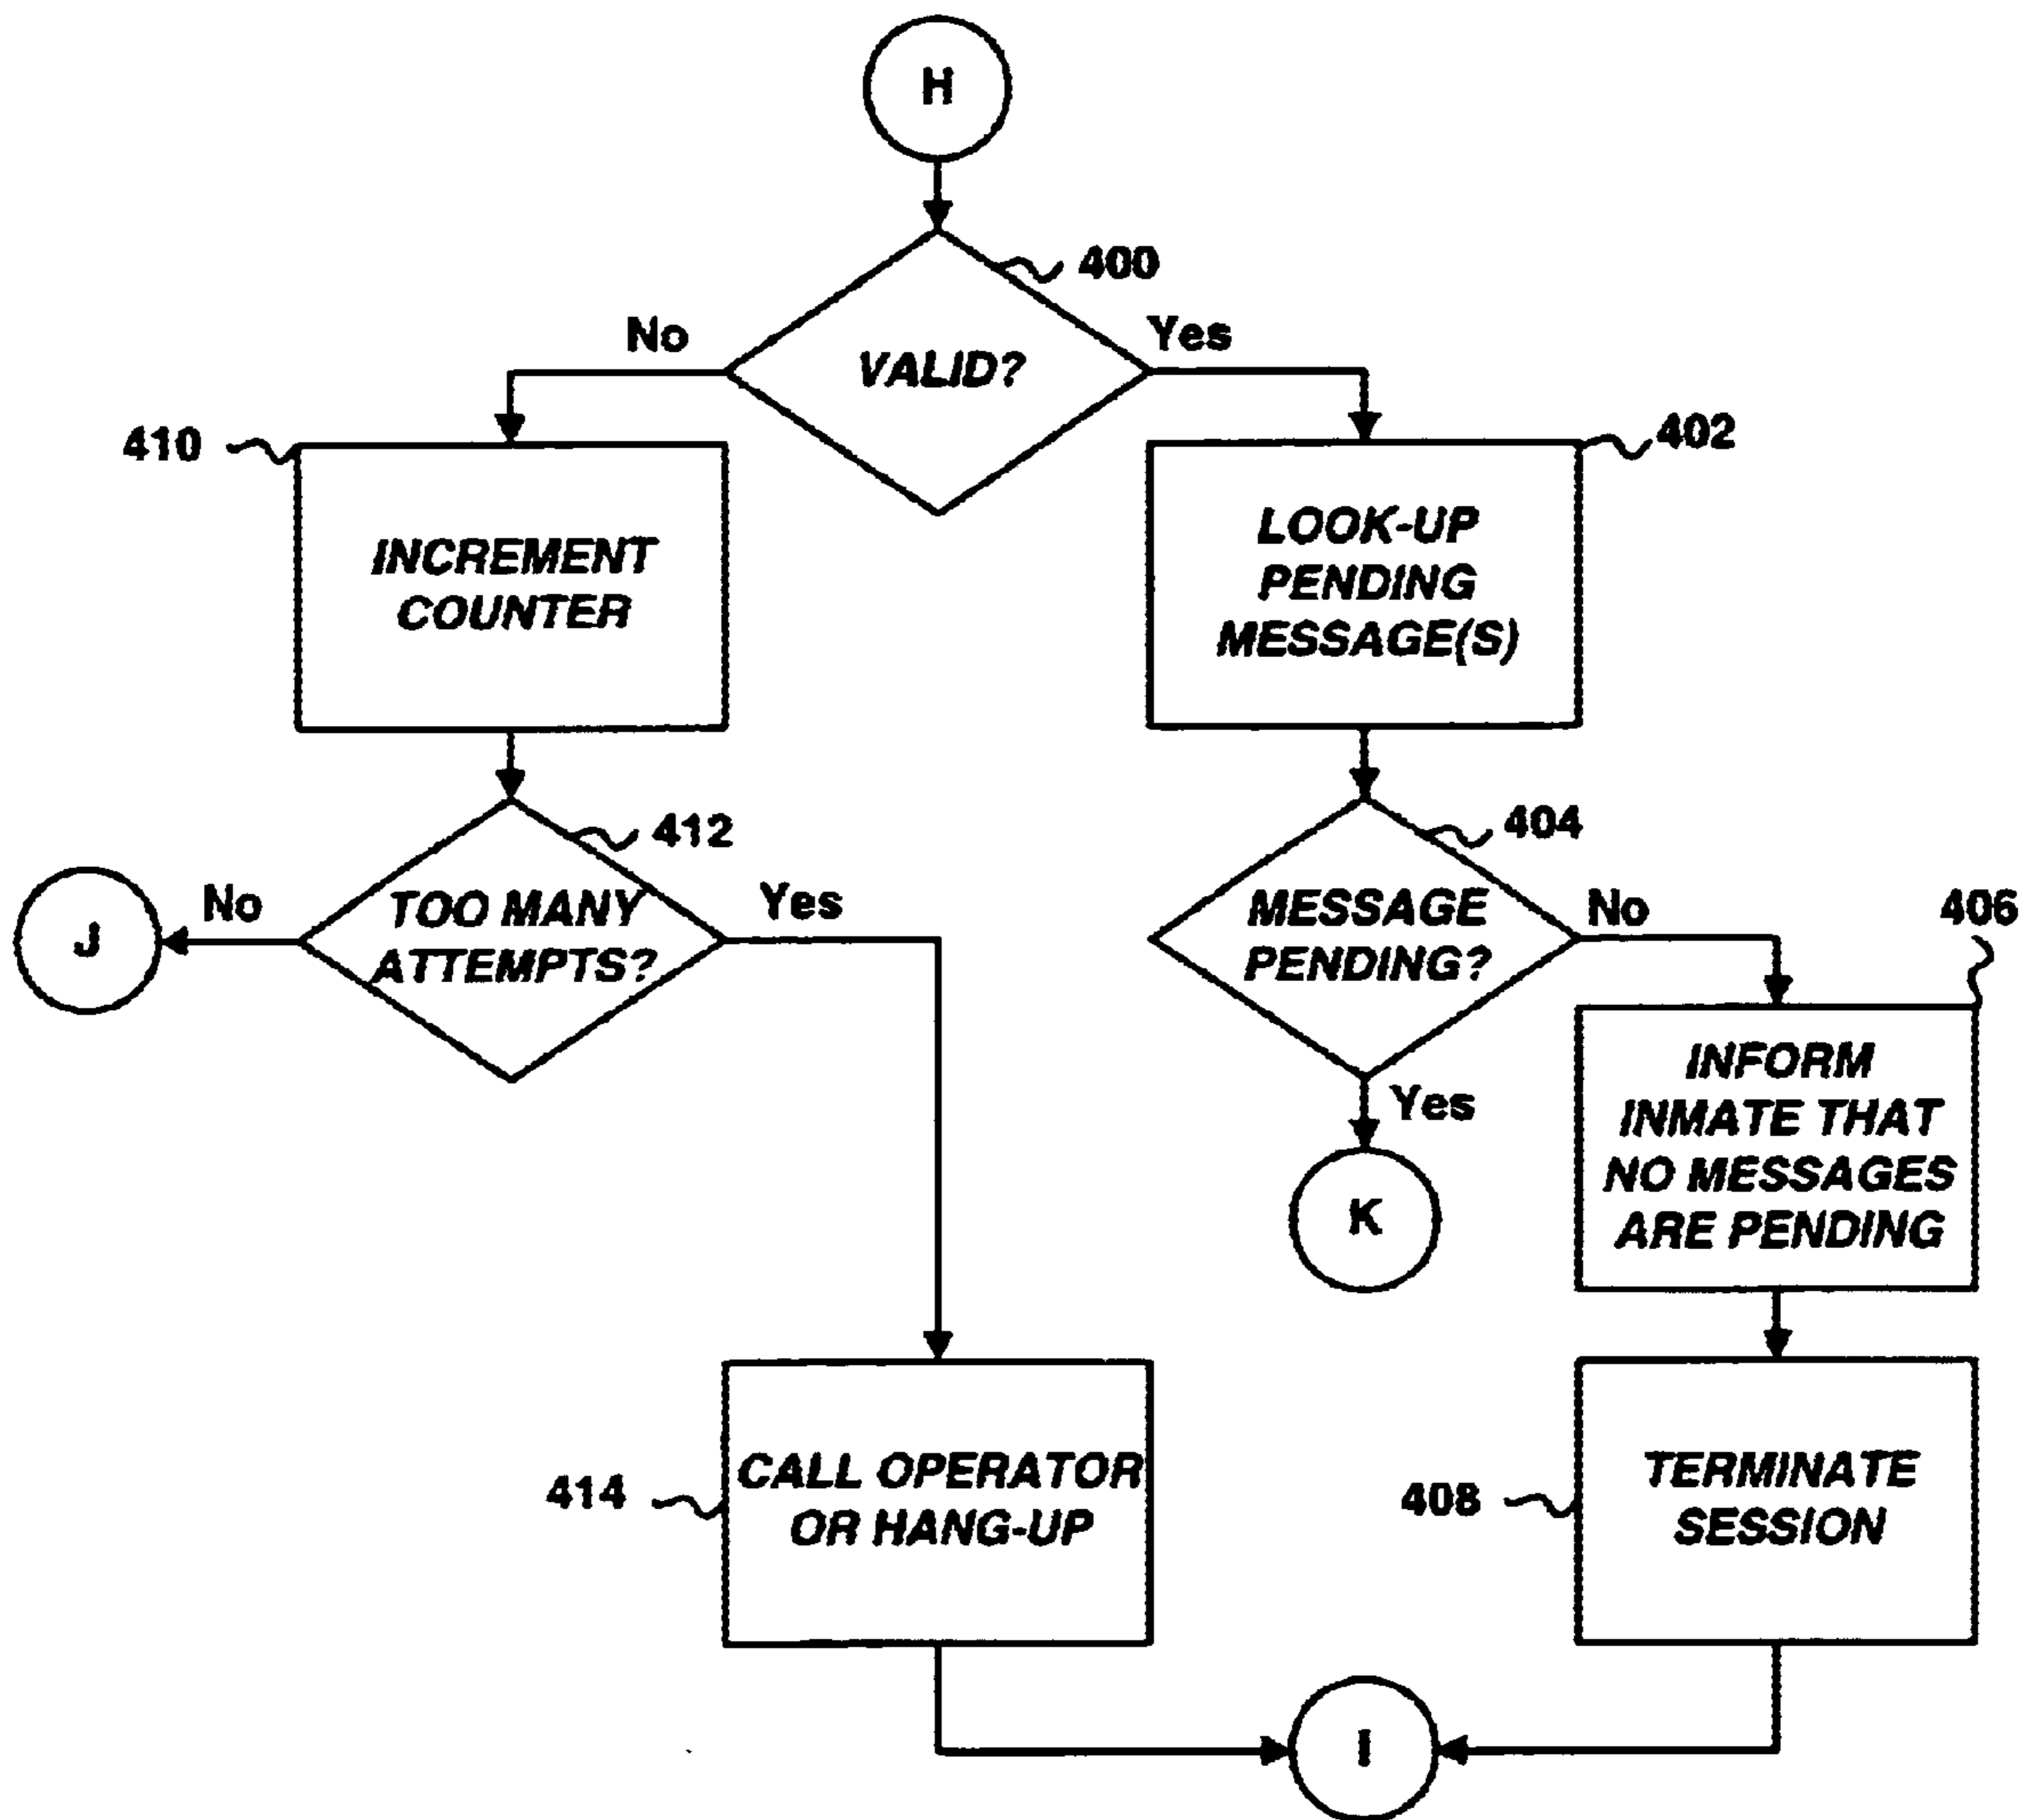 H
400
No
VALID?
Yes
410
402
INCREMENT
COUNTER
LOOK-UP
PENDING
MESSAGE(S)
412
404
J
No
TOO MANY
ATTEMPTS?
Yes
MESSAGE
PENDING?
No
406
Yes
K
INFORM
INMATE THAT
NO MESSAGES
ARE PENDING
414
CALL OPERATOR
OR HANG-UP
408
TERMINATE
SESSION
I